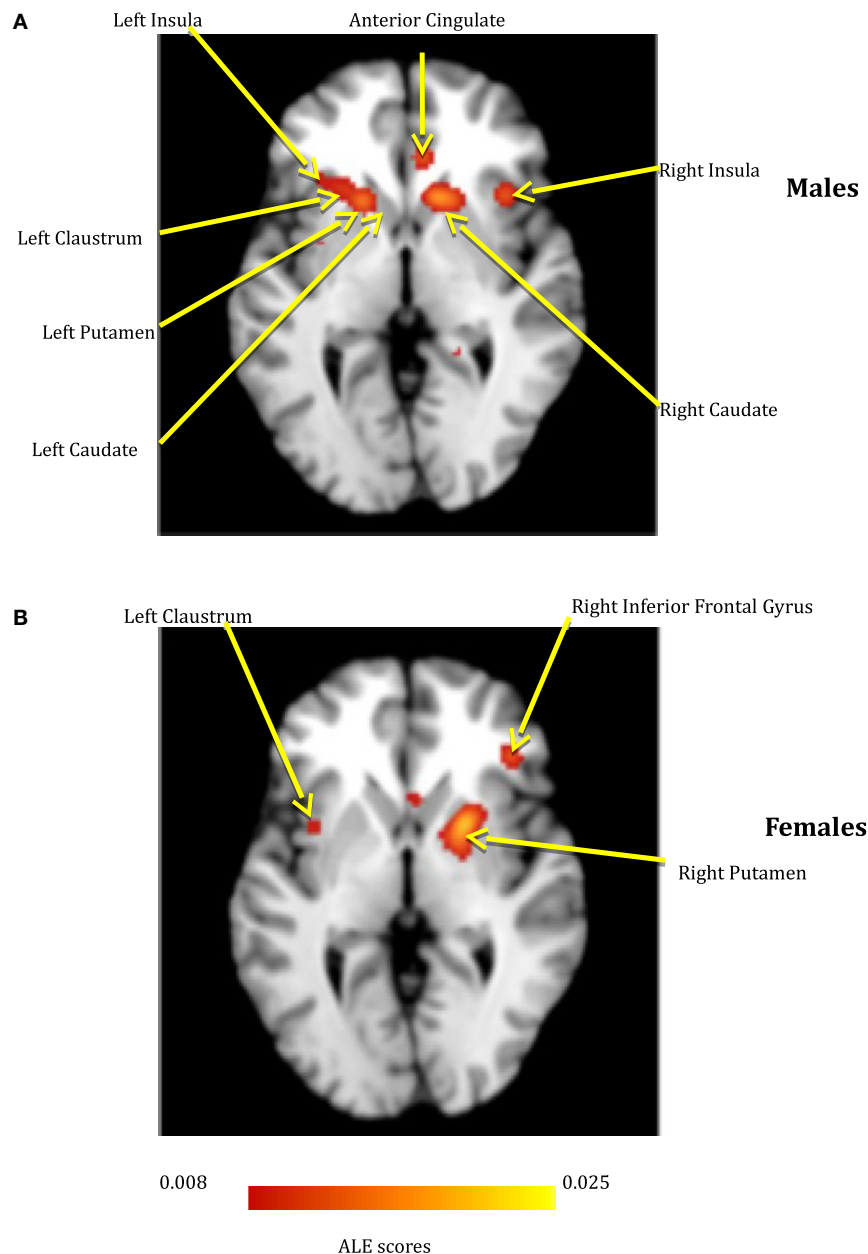 A
Left Insula
Anterior Cingulate
Right Insula
Males
Left Claustrum
Left Putamen
Right Caudate
Left Caudate
B
Left Claustrum
Right Inferior Frontal Gyrus
Females
Right Putamen
0.008
0.025
ALE scores